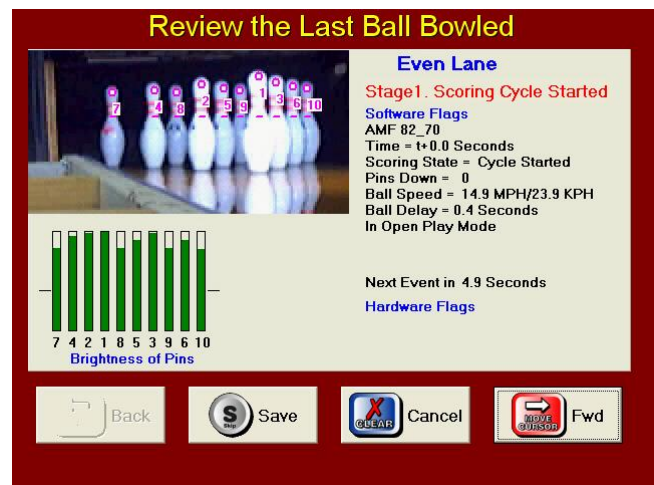 Review the Last Ball Bowled
Even Lane
Stage1. Scoring Cycle Started
Software Flags
AMF 82_70
Time = t+0.0 Seconds
Scoring State = Cycle Started
Pins Down = 0
Ball Speed = 14.9 MPH/23.9 KPH
Ball Delay = 0.4 Seconds
In Open Play Mode
Next Event in 4.9 Seconds
Hardware Flags
7 4 8 2 5 9 1 3 6 10
7 4 2 1 8 5 3 9 6 10
Brightness of Pins
Back
S Skip Save
CLEAR Cancel
MOVE CURSOR Fwd